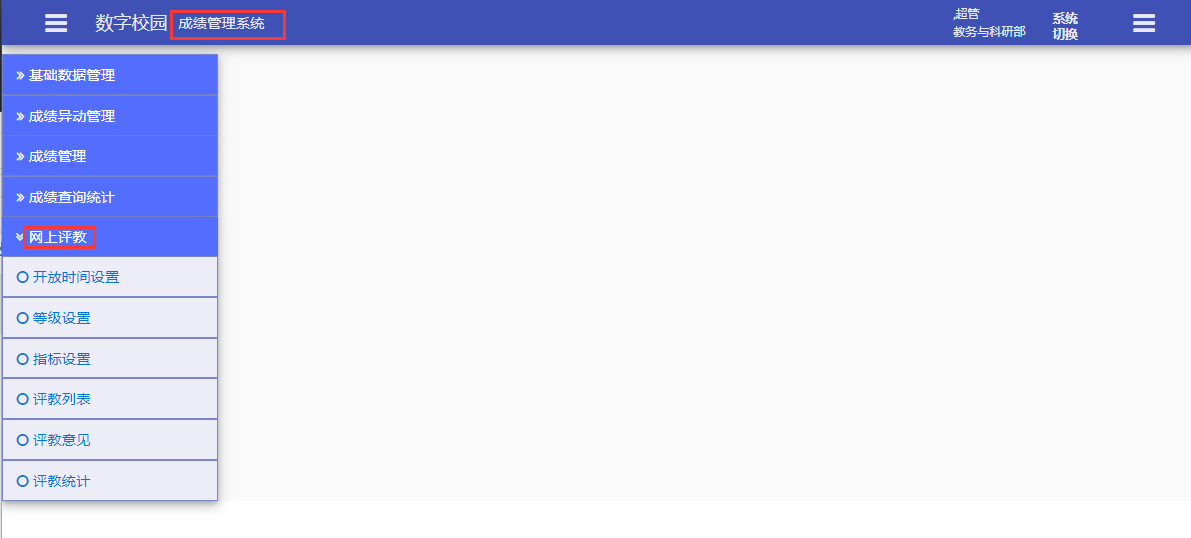 数字校园 成绩管理系统
超管
教务与科研部
系统
切换
基础数据管理
成绩异动管理
成绩管理
成绩查询统计
网上评教
开放时间设置
等级设置
指标设置
评教列表
评教意见
评教统计